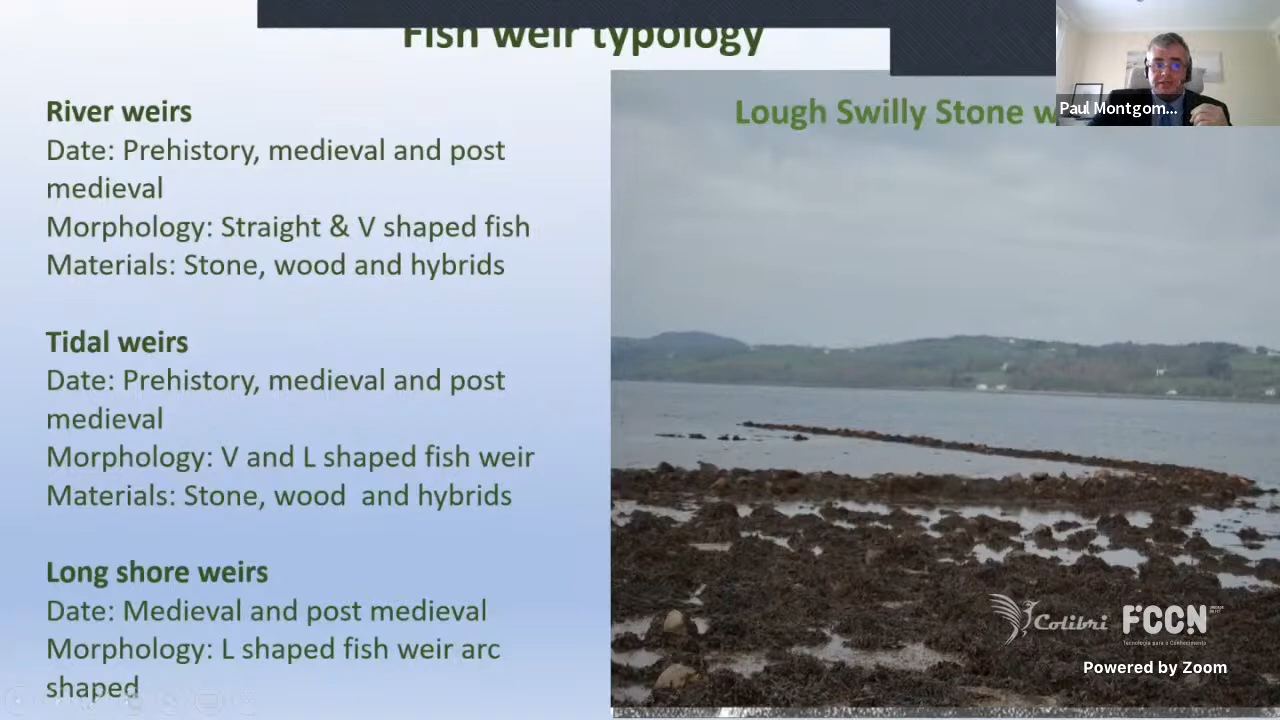 Fish weir typology
River weirs
Date: Prehistory, medieval and post
medieval
Morphology: Straight & V shaped fish
Materials: Stone, wood and hybrids
Tidal weirs
Date: Prehistory, medieval and post
medieval
Morphology: V and L shaped fish weir
Materials: Stone, wood  and hybrids
Long shore weirs
Date: Medieval and post medieval
Morphology: L shaped fish weir arc
shaped
Lough Swilly Stone w
Paul Montgom...
Colibri
FCCN
Tecnologia para o Conhecimento
Powered by Zoom